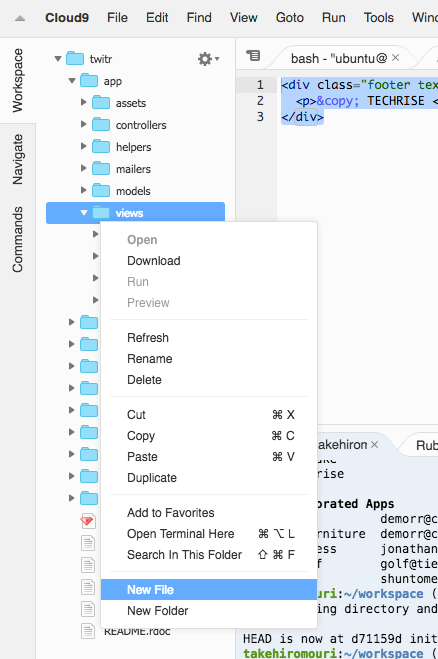 Cloud9 File Edit Find View Goto Run Tools
Workspace
Navigate
Commands
twitr
app
assets
controllers
helpers
mailers
models
views
README.rdoc
Open
Download
Run
Preview
Refresh
Rename
Delete
Cut ⌘ X
Copy ⌘ C
Paste ⌘ V
Duplicate
Add to Favorites
Open Terminal Here ⌘ ⌥ L
Search In This Folder ⇧ ⌘ F
New File
New Folder
bash - "ubuntu@ ×
1 <div class="footer tex
2 <p>&copy; TECHRISE <
3 </div>
akehirom × Rub
rise
orated Apps
demorr@c
rniture demorr@c
ess jonathan
f golf@tie
shuntome
uri:~/workspace (
ing directory and
HEAD is now at d71159d init
takehiromouri:~/workspace (